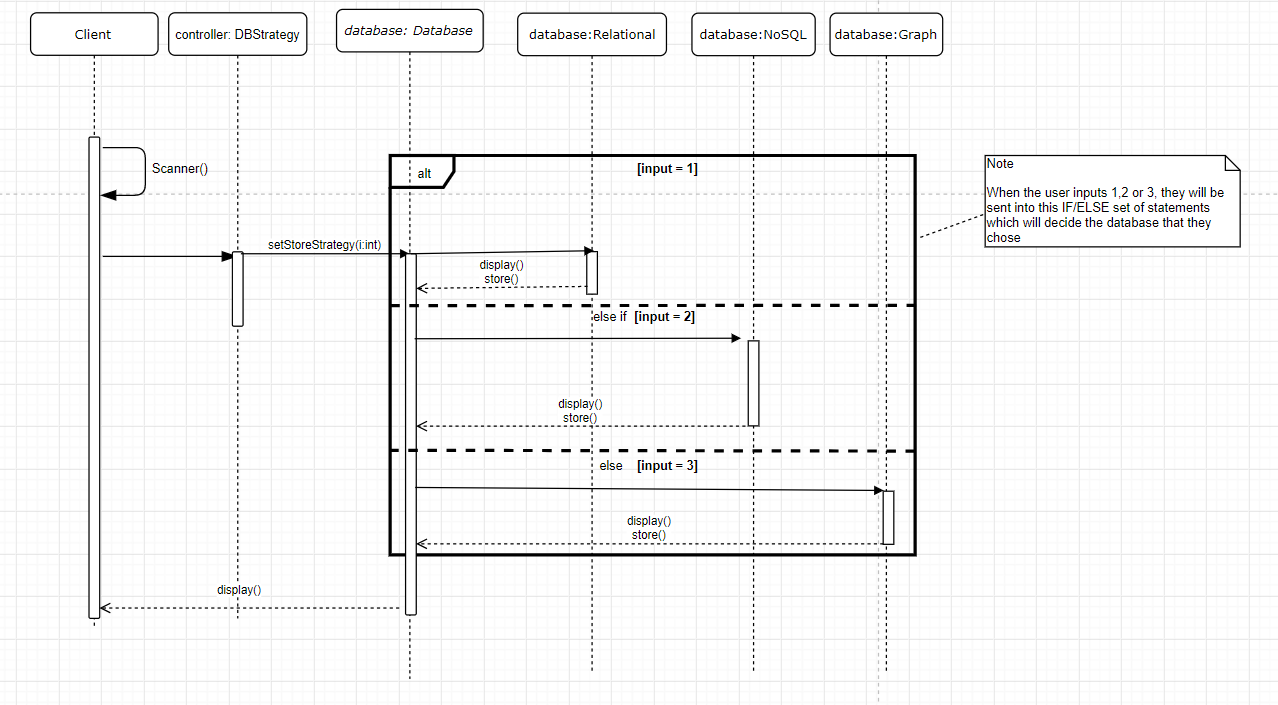 Client
controller: DBStrategy
database: Database
database:Relational
database:NoSQL
database:Graph
Scanner()
alt
[input = 1]
Note
When the user inputs 1,2 or 3, they will be
sent into this IF/ELSE set of statements
which will decide the database that they
chose
setStoreStrategy(i:int)
display()
store()
else if [input = 2]
display()
store()
else [input = 3]
display()
store()
display()